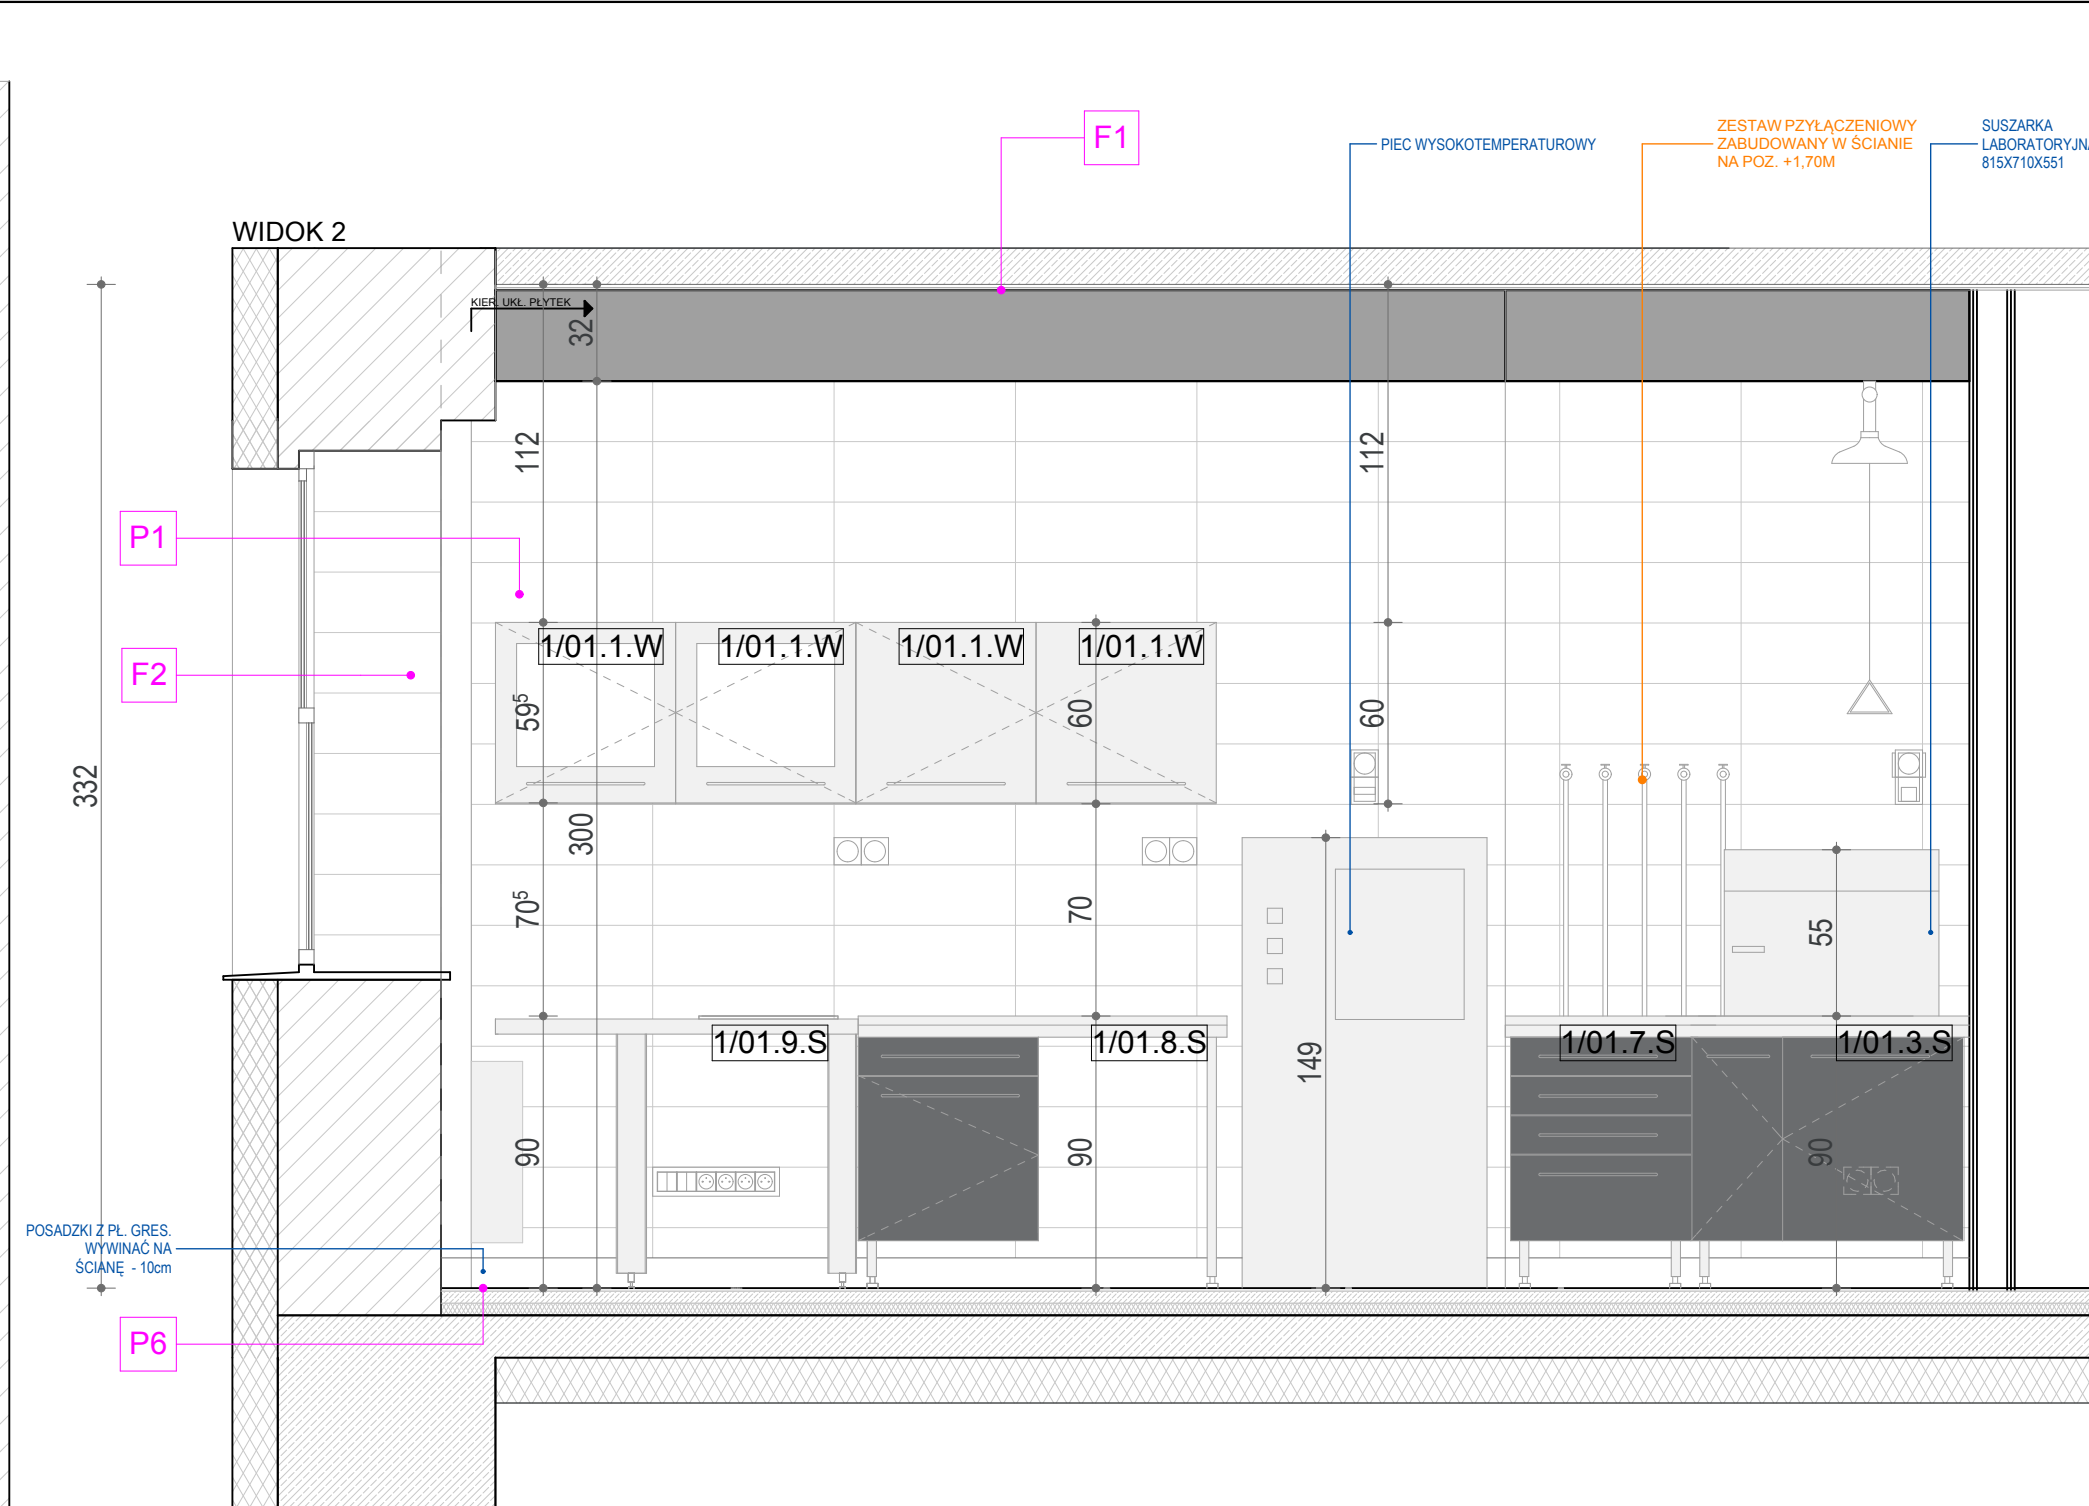 F1
PIEC WYSOKOTEMPERATUROWY
ZESTAW PZYŁĄCZENIOWY
ZABUDOWANY W ŚCIANIE
NA POZ. +1,70M
SUSZARKA
LABORATORYJNA
815X710X551
WIDOK 2
KIER. UKŁ. PŁYTEK
32
112
112
P1
F2
1/01.1.W
1/01.1.W
1/01.1.W
1/01.1.W
59⁵
60
60
332
300
70⁵
70
55
1/01.9.S
1/01.8.S
1/01.7.S
1/01.3.S
149
90
90
90
POSADZKI Z PŁ. GRES.
WYWINAĆ NA
ŚCIANĘ - 10cm
P6